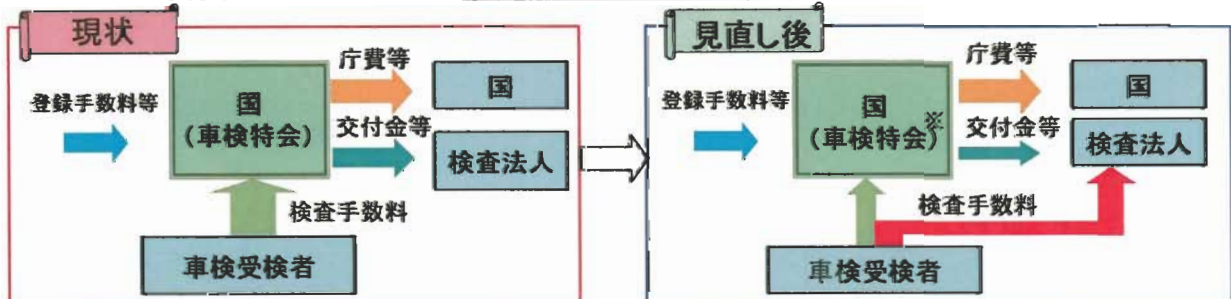 現状
庁費等
登録手数料等
国
(車検特会)
国
交付金等
検査法人
検査手数料
車検受検者
見直し後
庁費等
登録手数料等
国
(車検特会)※
国
交付金等
検査法人
検査手数料
車検受検者